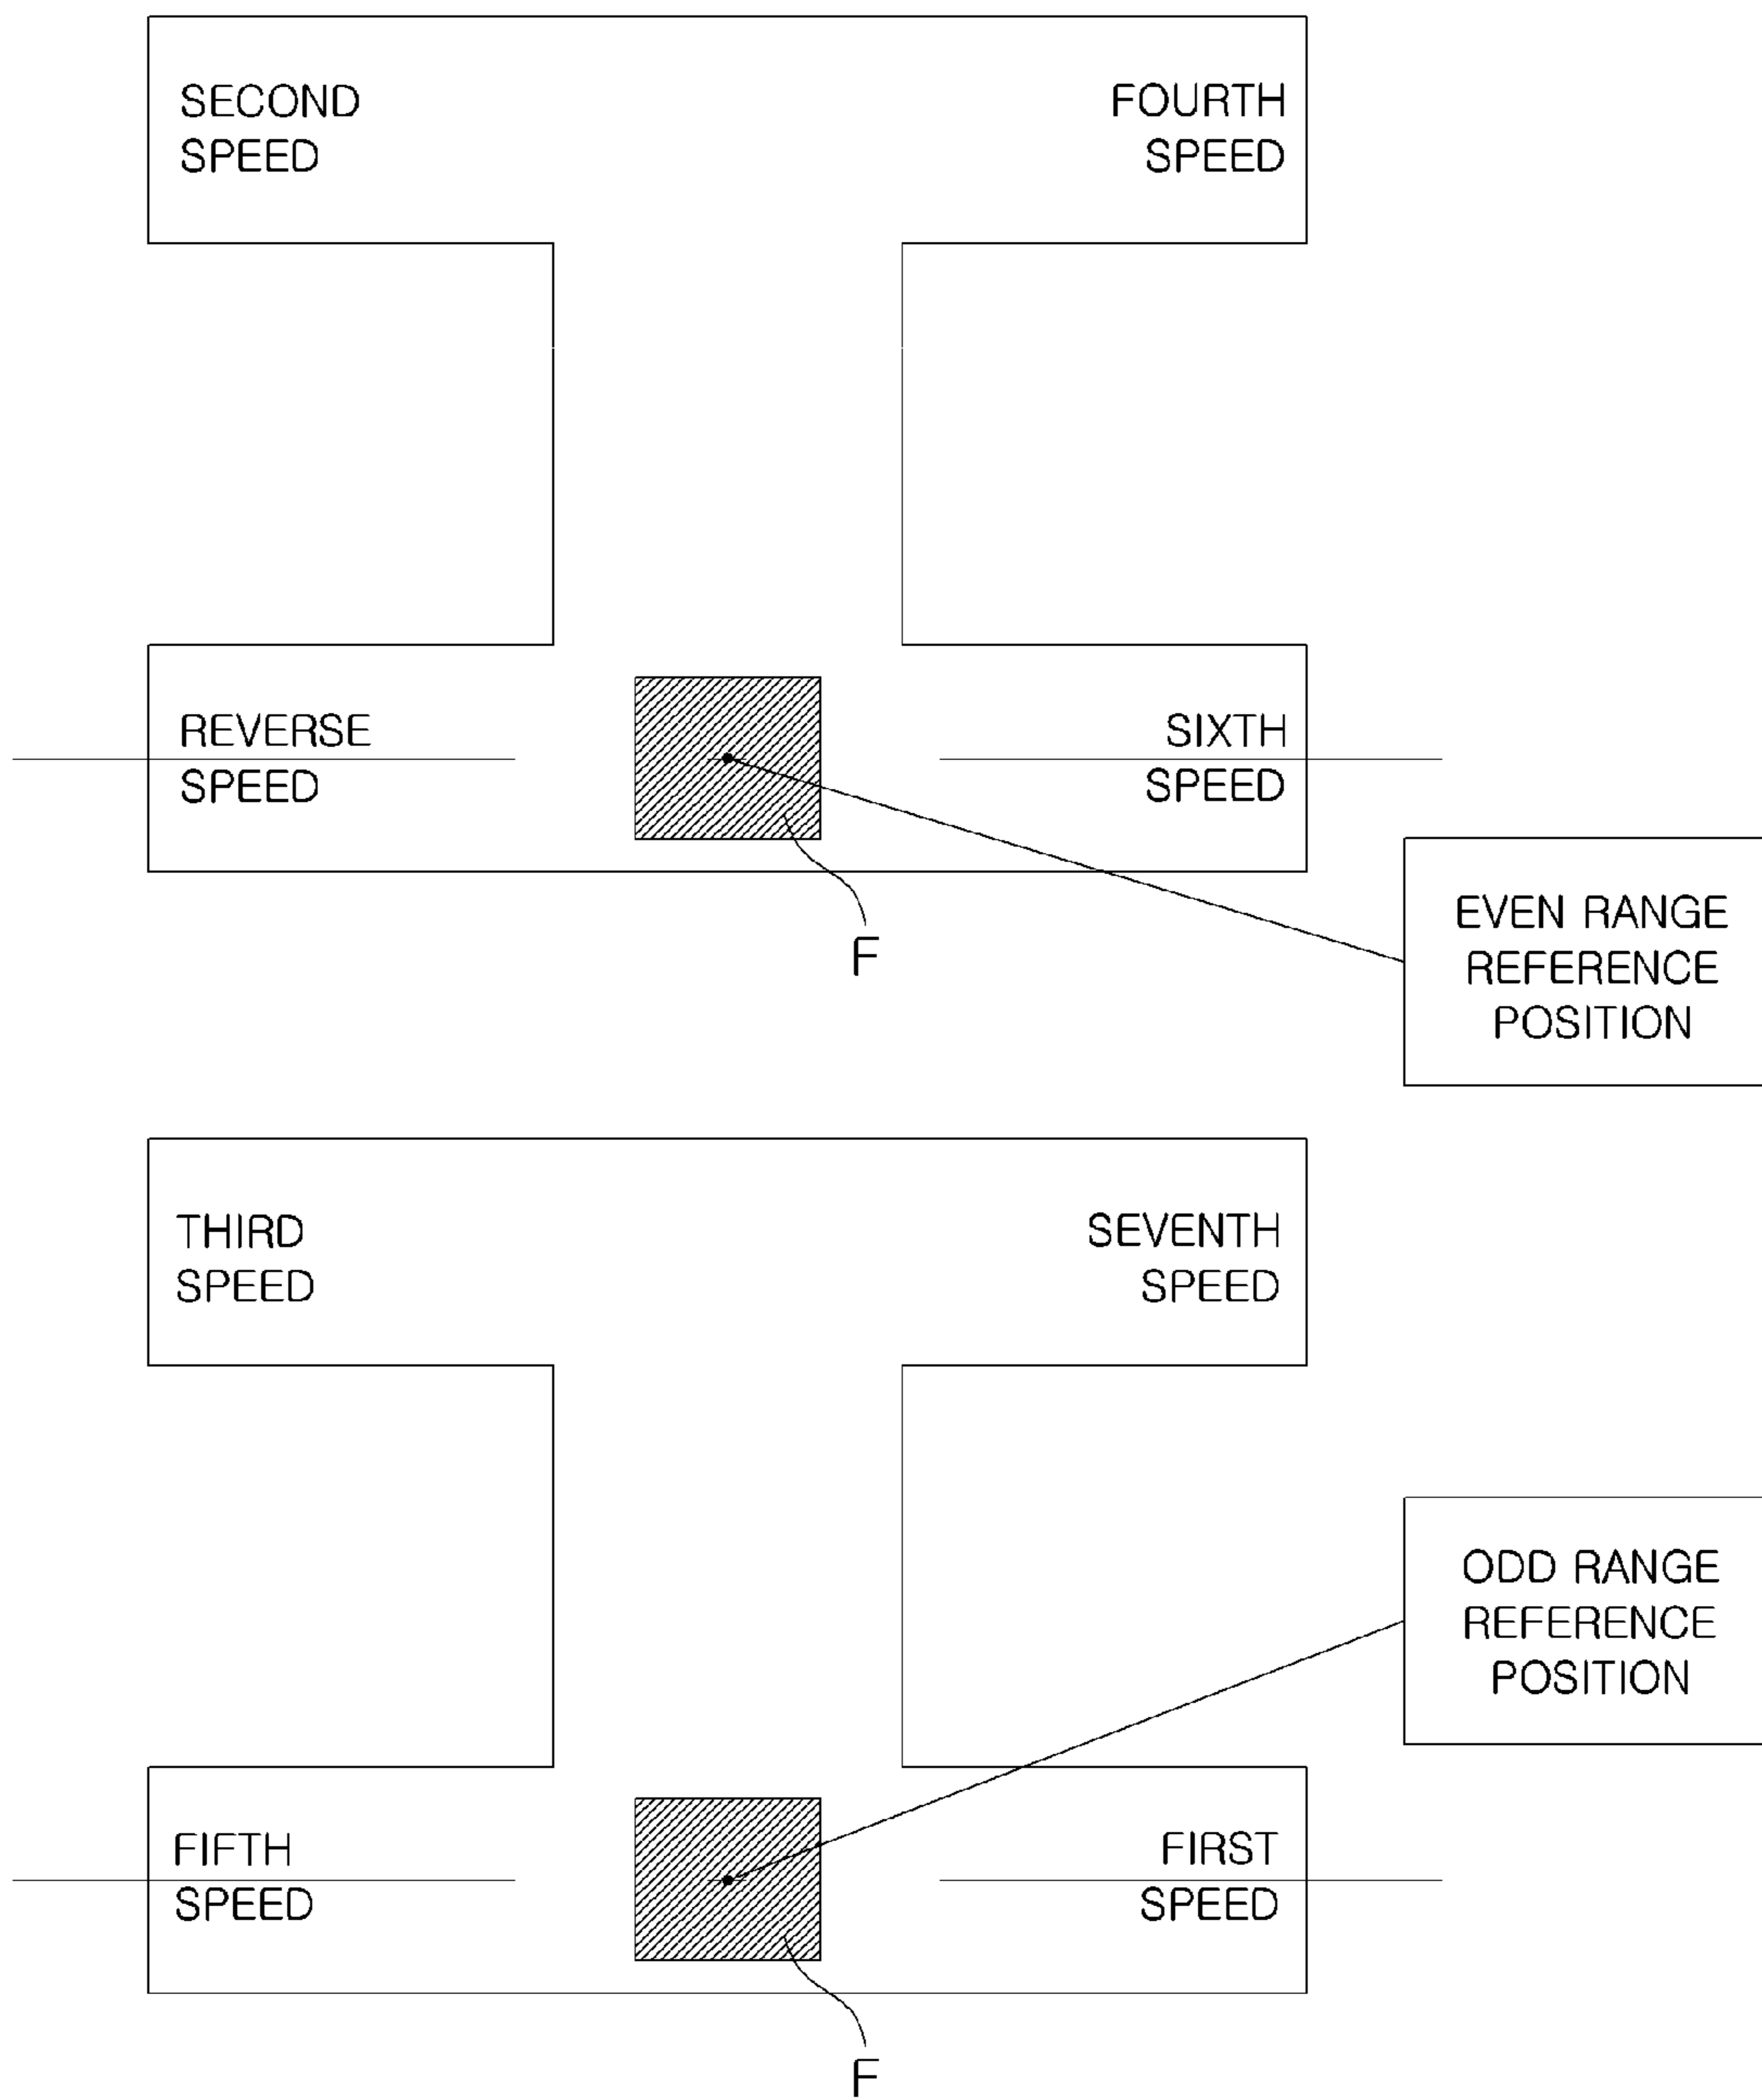 SECOND
SPEED
FOURTH
SPEED
REVERSE
SPEED
SIXTH
SPEED
F
EVEN RANGE
REFERENCE
POSITION
THIRD
SPEED
SEVENTH
SPEED
ODD RANGE
REFERENCE
POSITION
FIFTH
SPEED
FIRST
SPEED
F